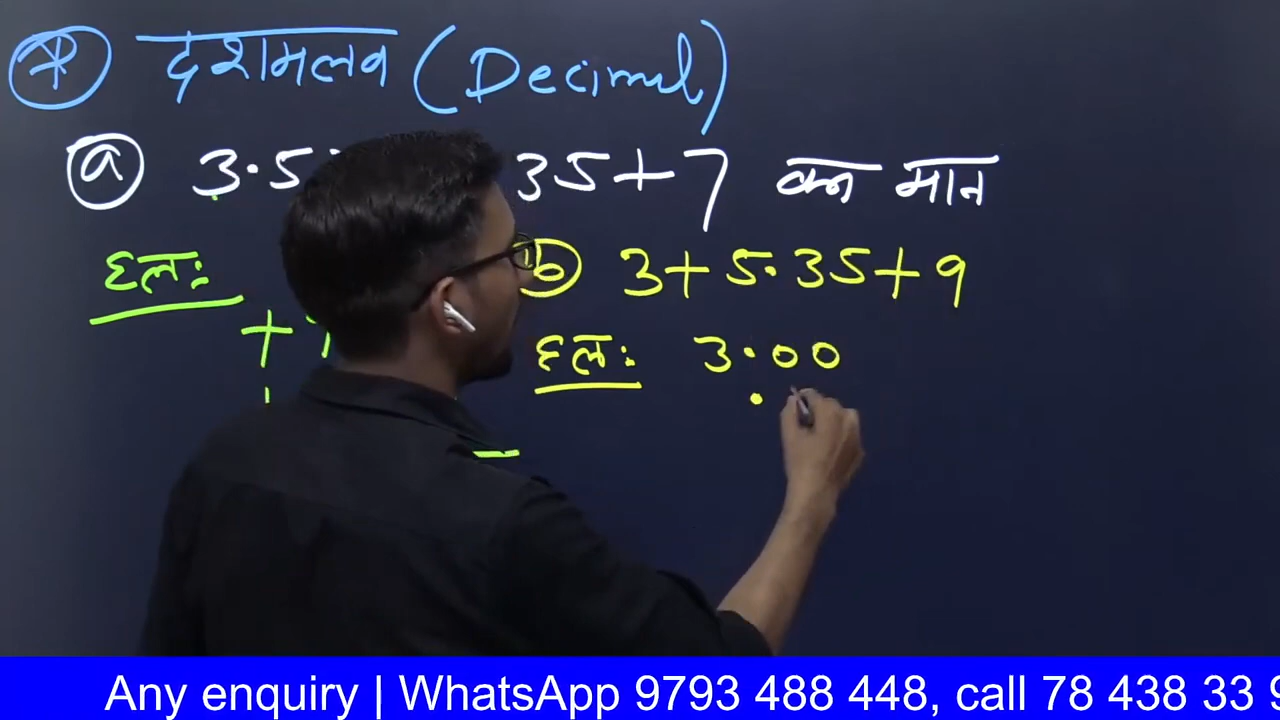 * दशमलव (Decimal)
(a) 3.5 35+7 का मान
हल:
+
(b) 3+5.35+9
हल: 3.00
.
Any enquiry | WhatsApp 9793 488 448, call 78 438 33 9